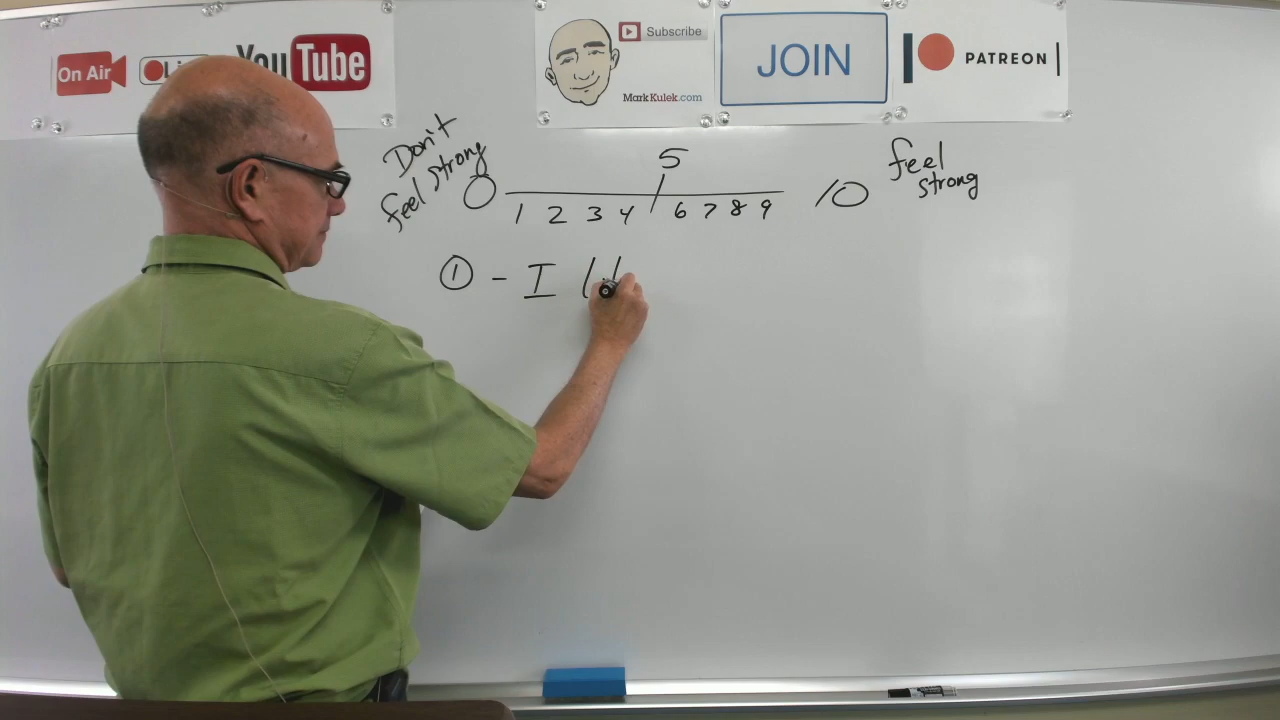 On Air
YouTube
Subscribe
MarkKulek.com
JOIN
PATREON
Don't
feel strong
0 1 2 3 4 5 6 7 8 9 10
feel
strong
① - I